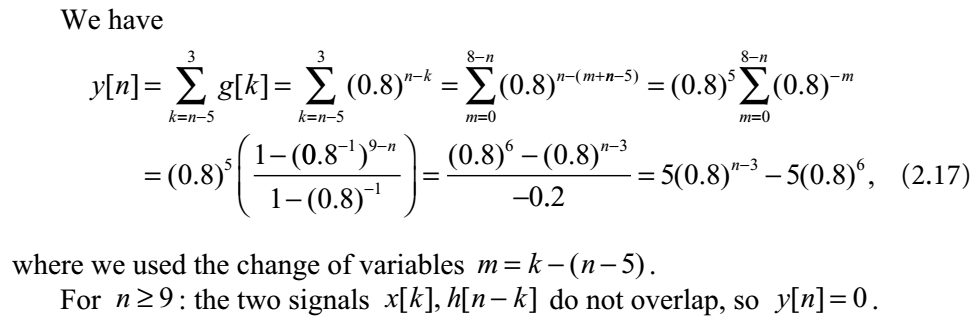 We have
y[n] = \sum_{k=n-5}^{3} g[k] = \sum_{k=n-5}^{3} (0.8)^{n-k} = \sum_{m=0}^{8-n} (0.8)^{n-(m+n-5)} = (0.8)^5 \sum_{m=0}^{8-n} (0.8)^{-m}
= (0.8)^5 \left( \frac{1-(0.8^{-1})^{9-n}}{1-(0.8)^{-1}} \right) = \frac{(0.8)^6 - (0.8)^{n-3}}{-0.2} = 5(0.8)^{n-3} - 5(0.8)^6, (2.17)
where we used the change of variables m = k − (n − 5).
For n ≥ 9: the two signals x[k], h[n − k] do not overlap, so y[n] = 0.